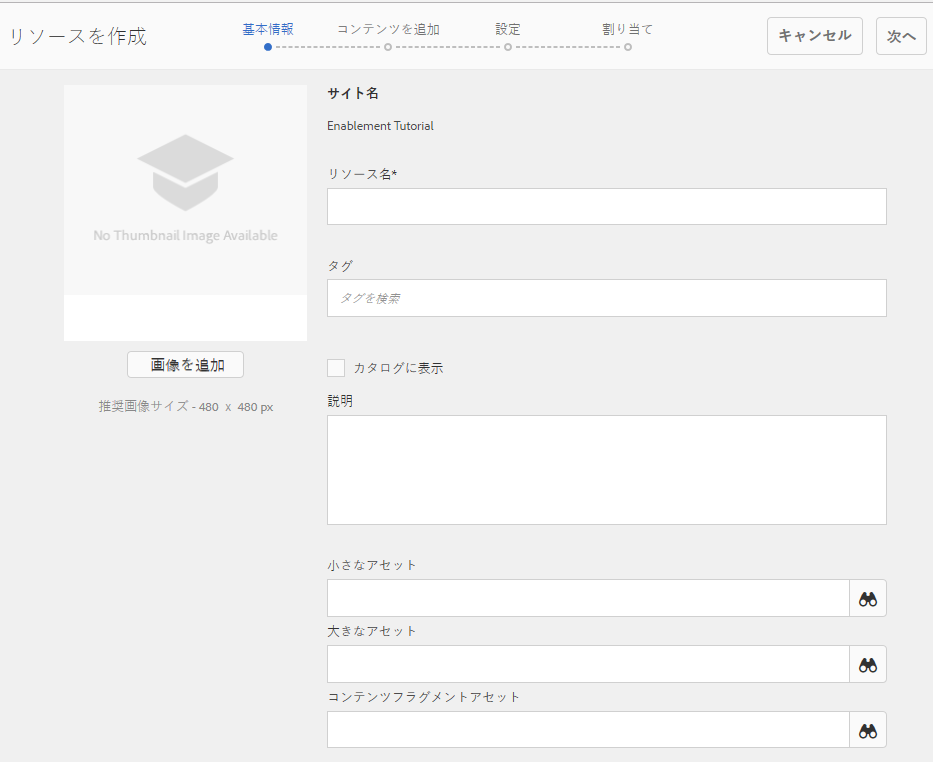 リソースを作成
基本情報
コンテンツを追加
設定
割り当て
キャンセル
次へ
No Thumbnail Image Available
画像を追加
推奨画像サイズ - 480 x 480 px
サイト名
Enablement Tutorial
リソース名*
タグ
タグを検索
カタログに表示
説明
小さなアセット
大きなアセット
コンテンツフラグメントアセット